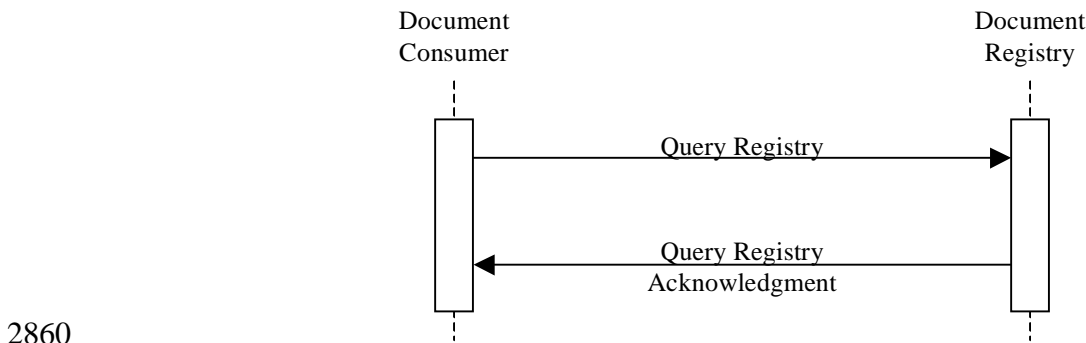 Document
Consumer
Document
Registry
Query Registry
Query Registry
Acknowledgment
2860